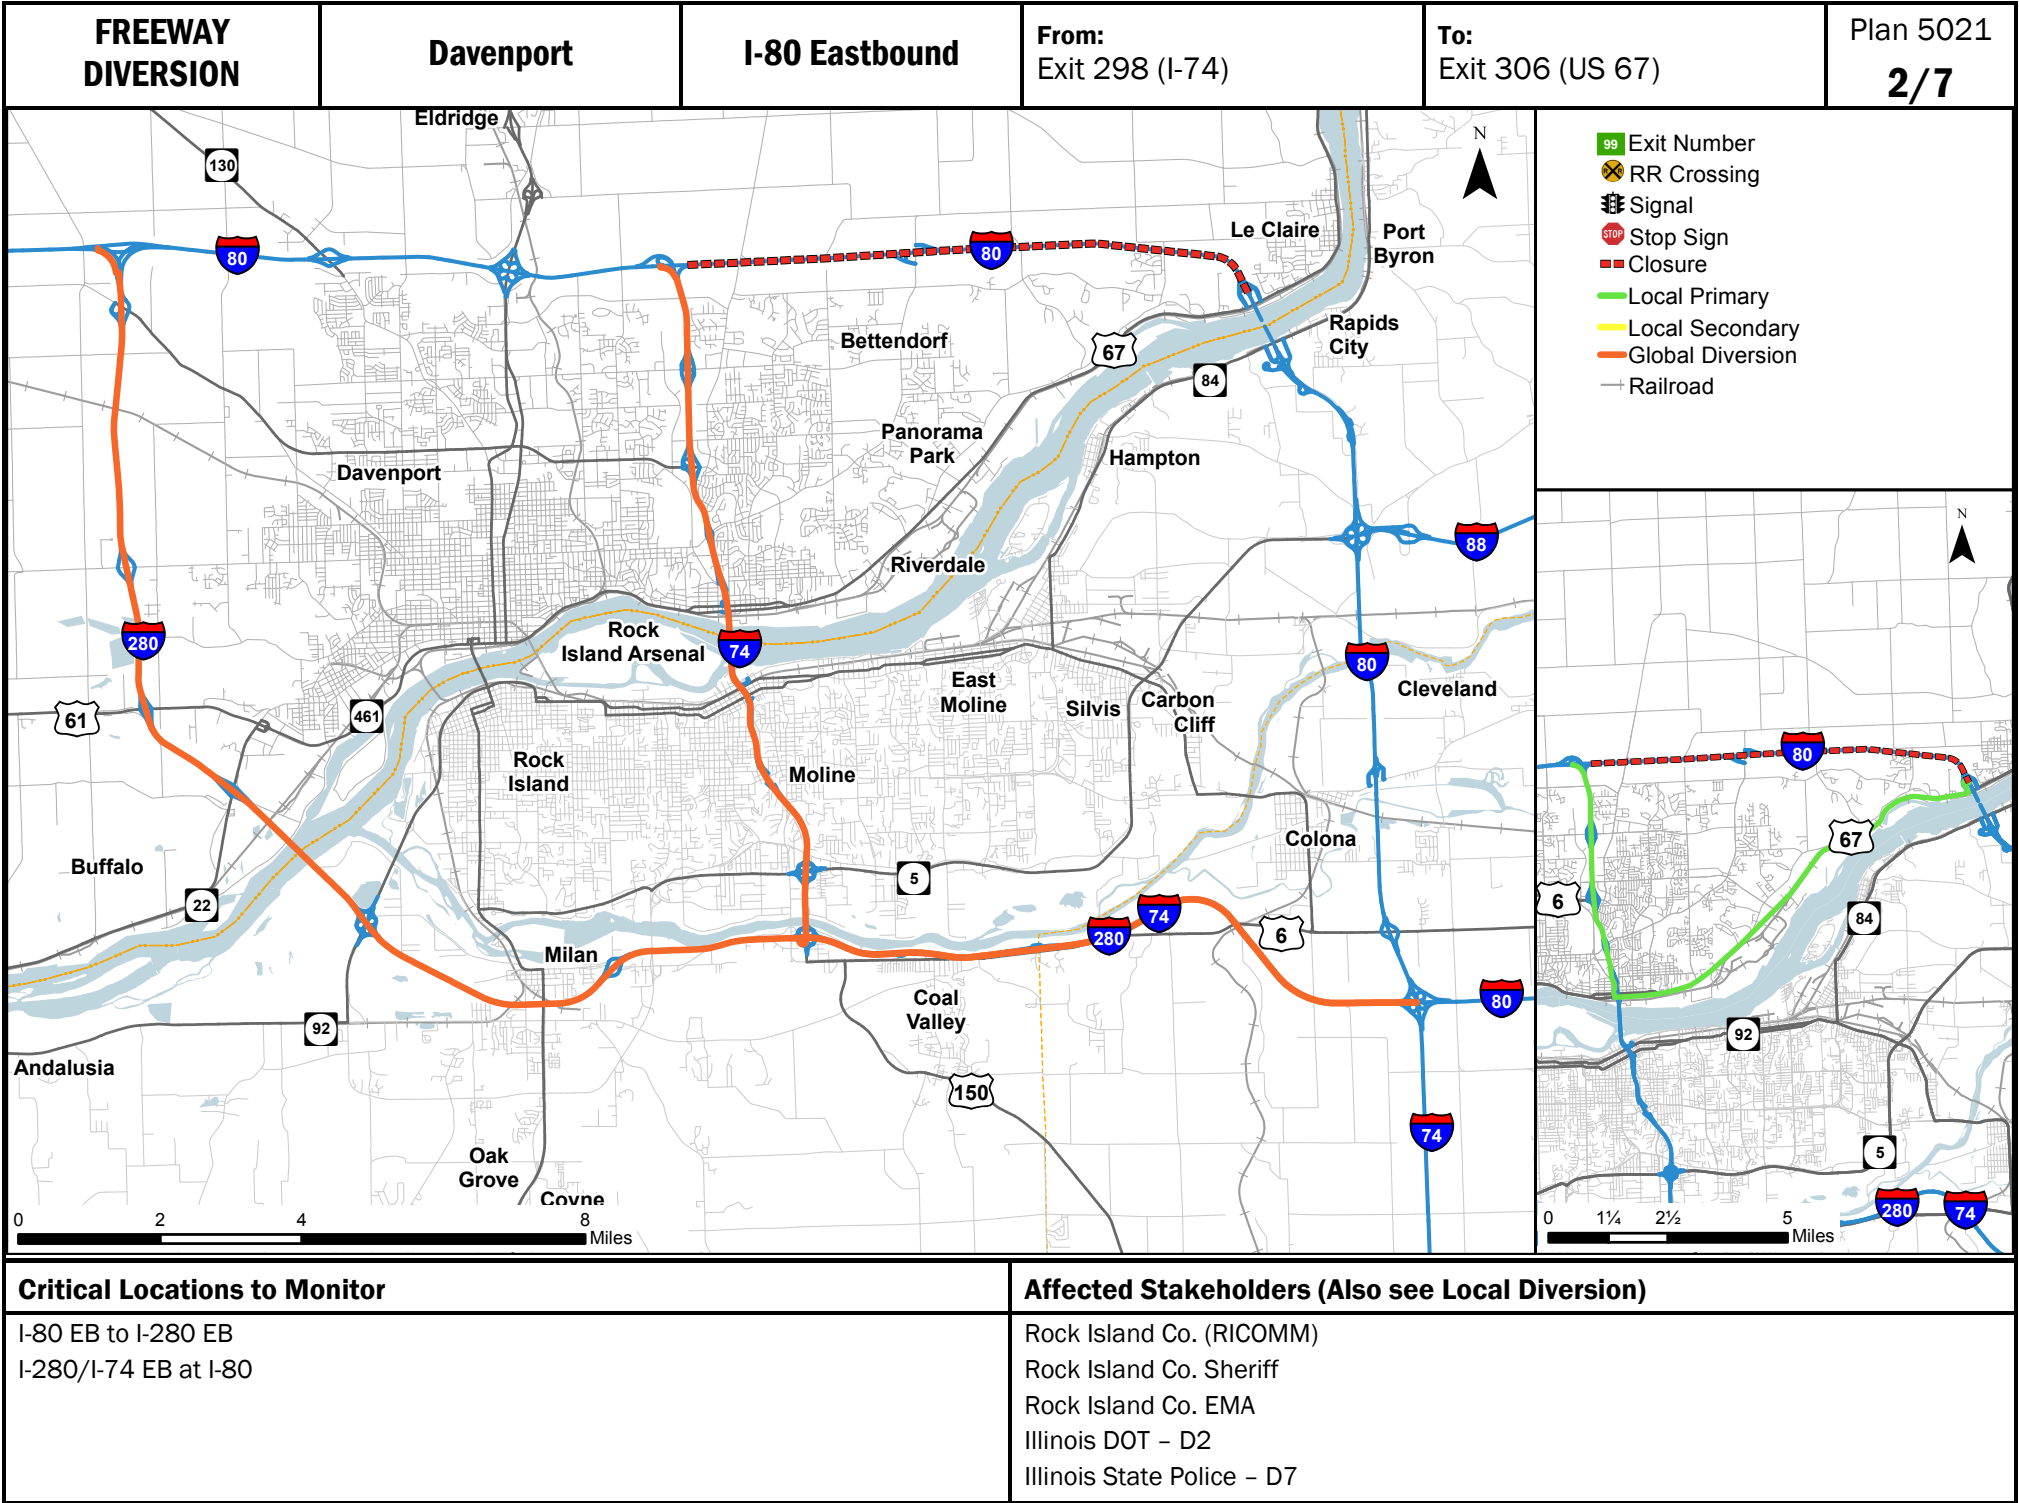 FREEWAY
DIVERSION
Davenport
I-80 Eastbound
From:
Exit 298 (I-74)
To:
Exit 306 (US 67)
Plan 5021
2/7
Eldridge
N
130
80
80
Le Claire
Port
Byron
Rapids
City
Bettendorf
67
84
Panorama
Park
Hampton
Davenport
88
Riverdale
280
Rock
Island Arsenal
74
80
Cleveland
East
Moline
Silvis
Carbon
Cliff
61
461
Rock
Island
Moline
Colona
Buffalo
5
22
74
280
6
Milan
Coal
Valley
80
92
Andalusia
150
74
Oak
Grove
Coyne
0 2 4 8
Miles
99 Exit Number
RR Crossing
Signal
STOP Stop Sign
Closure
Local Primary
Local Secondary
Global Diversion
Railroad
N
80
67
6
84
92
5
280
74
0 1¼ 2½ 5
Miles
Critical Locations to Monitor
I-80 EB to I-280 EB
I-280/I-74 EB at I-80
Affected Stakeholders (Also see Local Diversion)
Rock Island Co. (RICOMM)
Rock Island Co. Sheriff
Rock Island Co. EMA
Illinois DOT – D2
Illinois State Police – D7